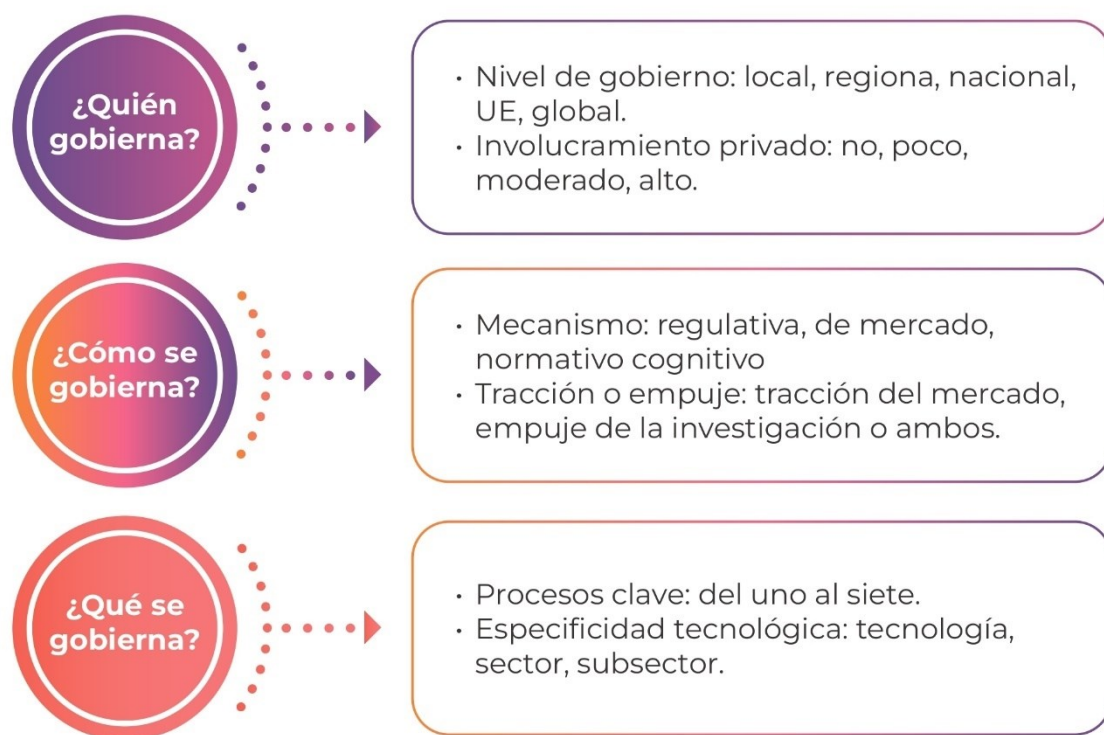 ¿Quién
gobierna?
· Nivel de gobierno: local, regiona, nacional,
UE, global.
· Involucramiento privado: no, poco,
moderado, alto.
¿Cómo se
gobierna?
· Mecanismo: regulativa, de mercado,
normativo cognitivo
· Tracción o empuje: tracción del mercado,
empuje de la investigación o ambos.
¿Qué se
gobierna?
· Procesos clave: del uno al siete.
· Especificidad tecnológica: tecnología,
sector, subsector.